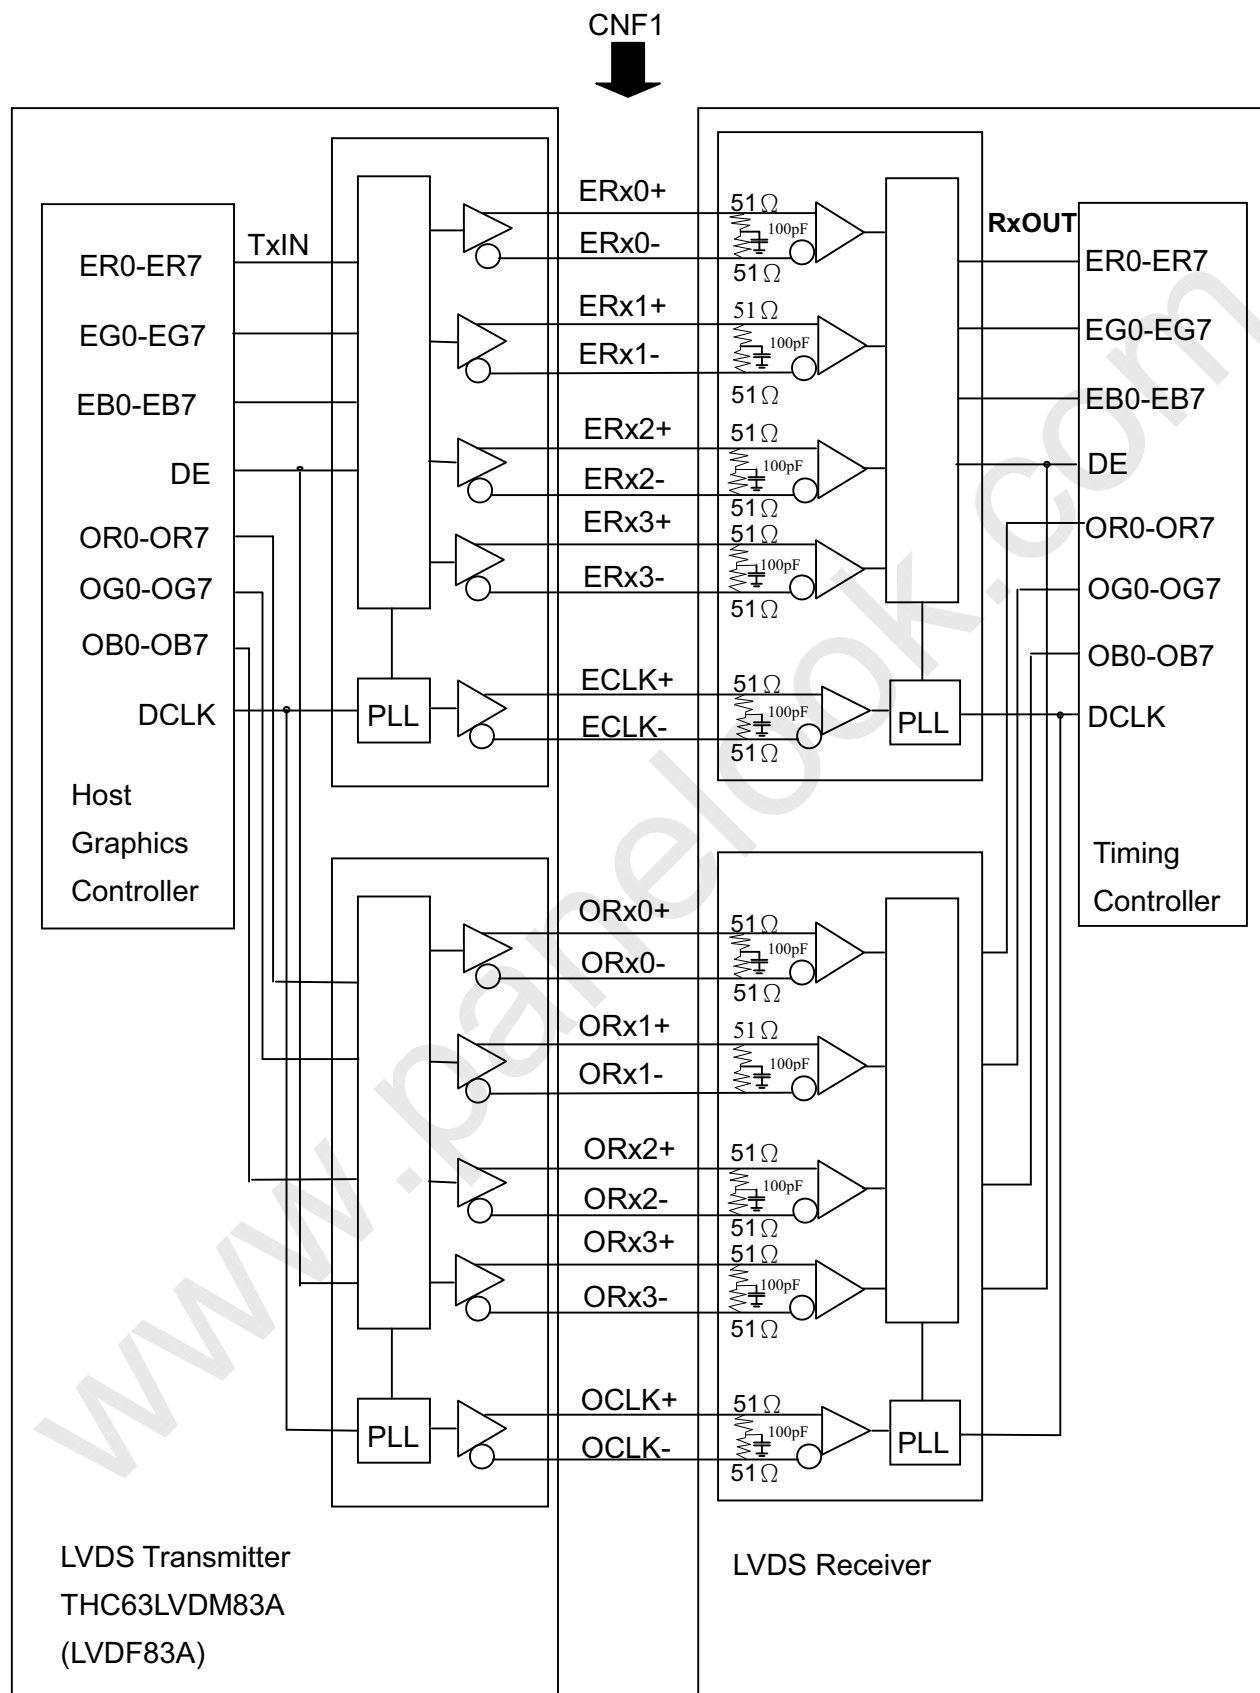 CNF1
TxIN
ER0-ER7
EG0-EG7
EB0-EB7
DE
OR0-OR7
OG0-OG7
OB0-OB7
DCLK
Host
Graphics
Controller
PLL
ERx0+
ERx0-
ERx1+
ERx1-
ERx2+
ERx2-
ERx3+
ERx3-
ECLK+
ECLK-
51Ω
100pF
51Ω
51Ω
100pF
51Ω
51Ω
100pF
51Ω
51Ω
100pF
51Ω
51Ω
100pF
51Ω
PLL
RxOUT
ER0-ER7
EG0-EG7
EB0-EB7
DE
OR0-OR7
OG0-OG7
OB0-OB7
DCLK
Timing
Controller
PLL
ORx0+
ORx0-
ORx1+
ORx1-
ORx2+
ORx2-
ORx3+
ORx3-
OCLK+
OCLK-
51Ω
100pF
51Ω
51Ω
100pF
51Ω
100pF
51Ω
51Ω
100pF
51Ω
51Ω
100pF
51Ω
PLL
LVDS Transmitter
THC63LVDM83A
(LVDF83A)
LVDS Receiver
www.panelook.com